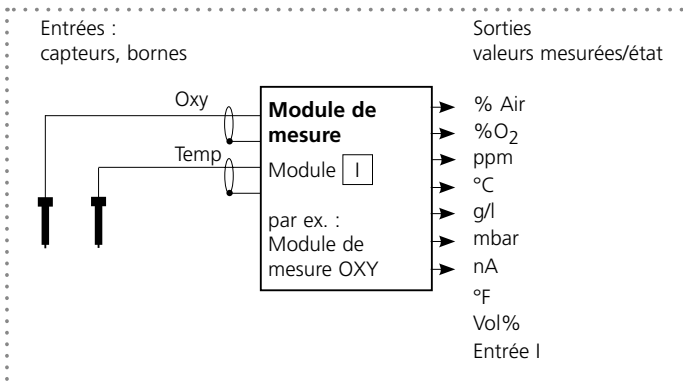 Entrées :
capteurs, bornes
Sorties
valeurs mesurées/état
Oxy
Temp
Module de
mesure
Module I
par ex. :
Module de
mesure OXY
% Air
%O2
ppm
°C
g/l
mbar
nA
°F
Vol%
Entrée I